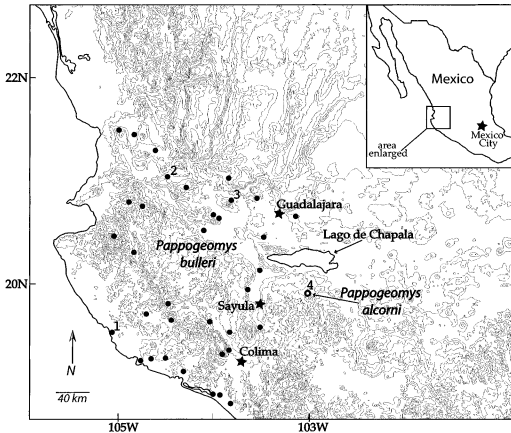 22N
Mexico
Mexico
City
area
enlarged
2
3
Guadalajara
Lago de Chapala
Pappogeomys
bulleri
20N
4
Pappogeomys
alcorni
Sayula
1
Colima
N
40 km
105W
103W